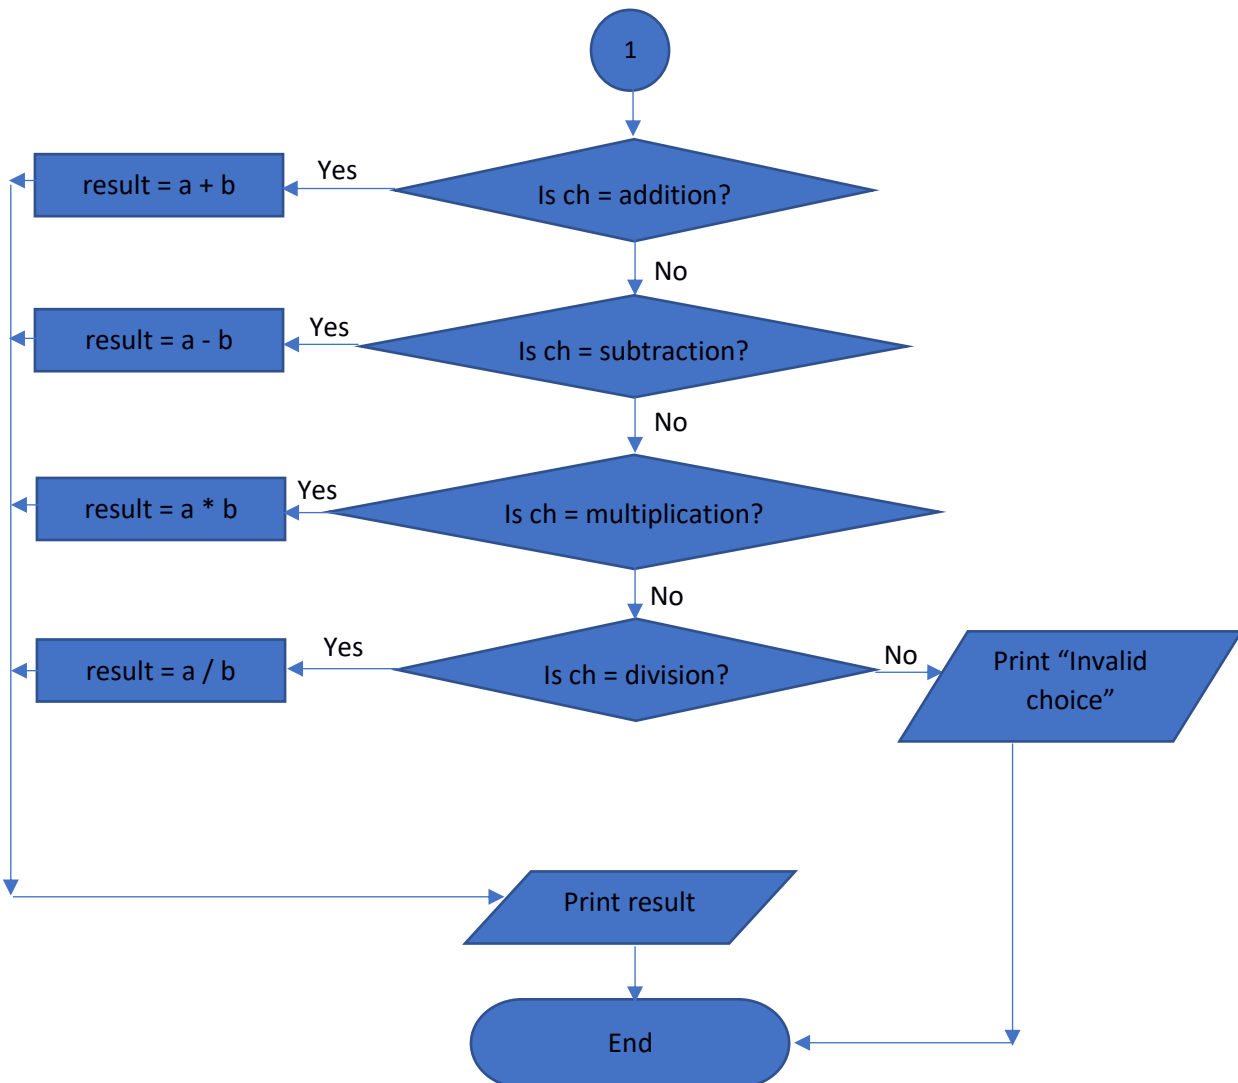 1
Is ch = addition?
Yes
result = a + b
No
Is ch = subtraction?
Yes
result = a - b
No
Is ch = multiplication?
Yes
result = a * b
No
Is ch = division?
Yes
result = a / b
No
Print “Invalid
choice”
Print result
End